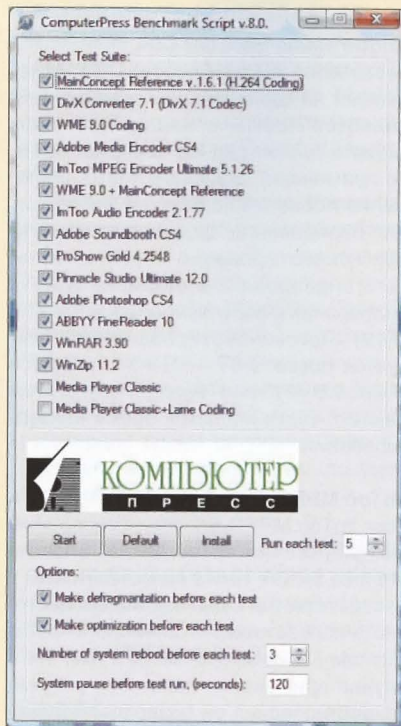 ComputerPress Benchmark Script v.8.0.
Select Test Suite:
MainConcept Reference v.1.6.1 (H.264 Coding)
DivX Converter 7.1 (DivX 7.1 Codec)
WME 9.0 Coding
Adobe Media Encoder CS4
ImToo MPEG Encoder Ultimate 5.1.26
WME 9.0 + MainConcept Reference
ImToo Audio Encoder 2.1.77
Adobe Soundbooth CS4
ProShow Gold 4.2548
Pinnacle Studio Ultimate 12.0
Adobe Photoshop CS4
ABBYY FineReader 10
WinRAR 3.90
WinZip 11.2
Media Player Classic
Media Player Classic+Lame Coding
КОМПЬЮТЕР
ПРЕСС
Start Default Install Run each test: 5
Options:
Make defragmantation before each test
Make optimization before each test
Number of system reboot before each test: 3
System pause before test run, (seconds): 120